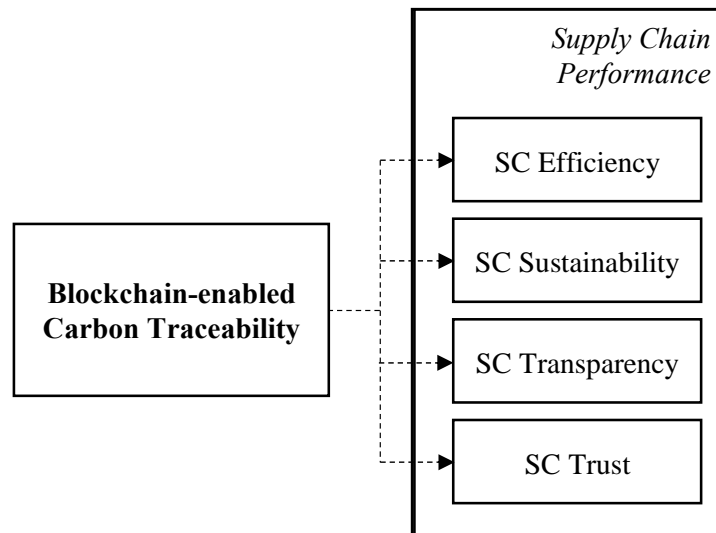 Supply Chain
Performance
SC Efficiency
SC Sustainability
Blockchain-enabled
Carbon Traceability
SC Transparency
SC Trust